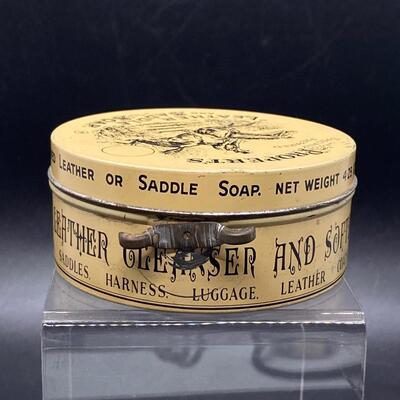 PROPERT'S
LEATHER OR SADDLE SOAP. NET WEIGHT
LEATHER CLEANSER AND SOFT
SADDLES. HARNESS. LUGGAGE. LEATHER